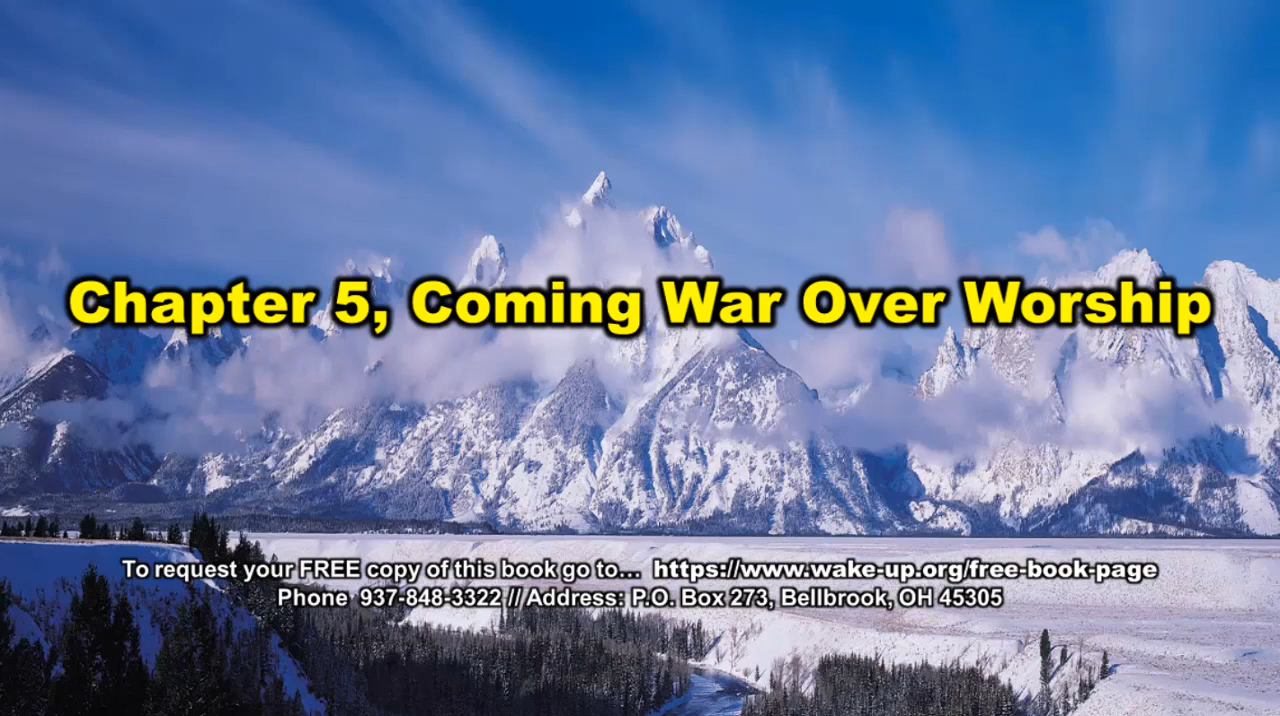 Chapter 5, Coming War Over Worship
To request your FREE copy of this book go to... https://www.wake-up.org/free-book-page
Phone 937-848-3322 // Address: P.O. Box 273, Bellbrook, OH 45305